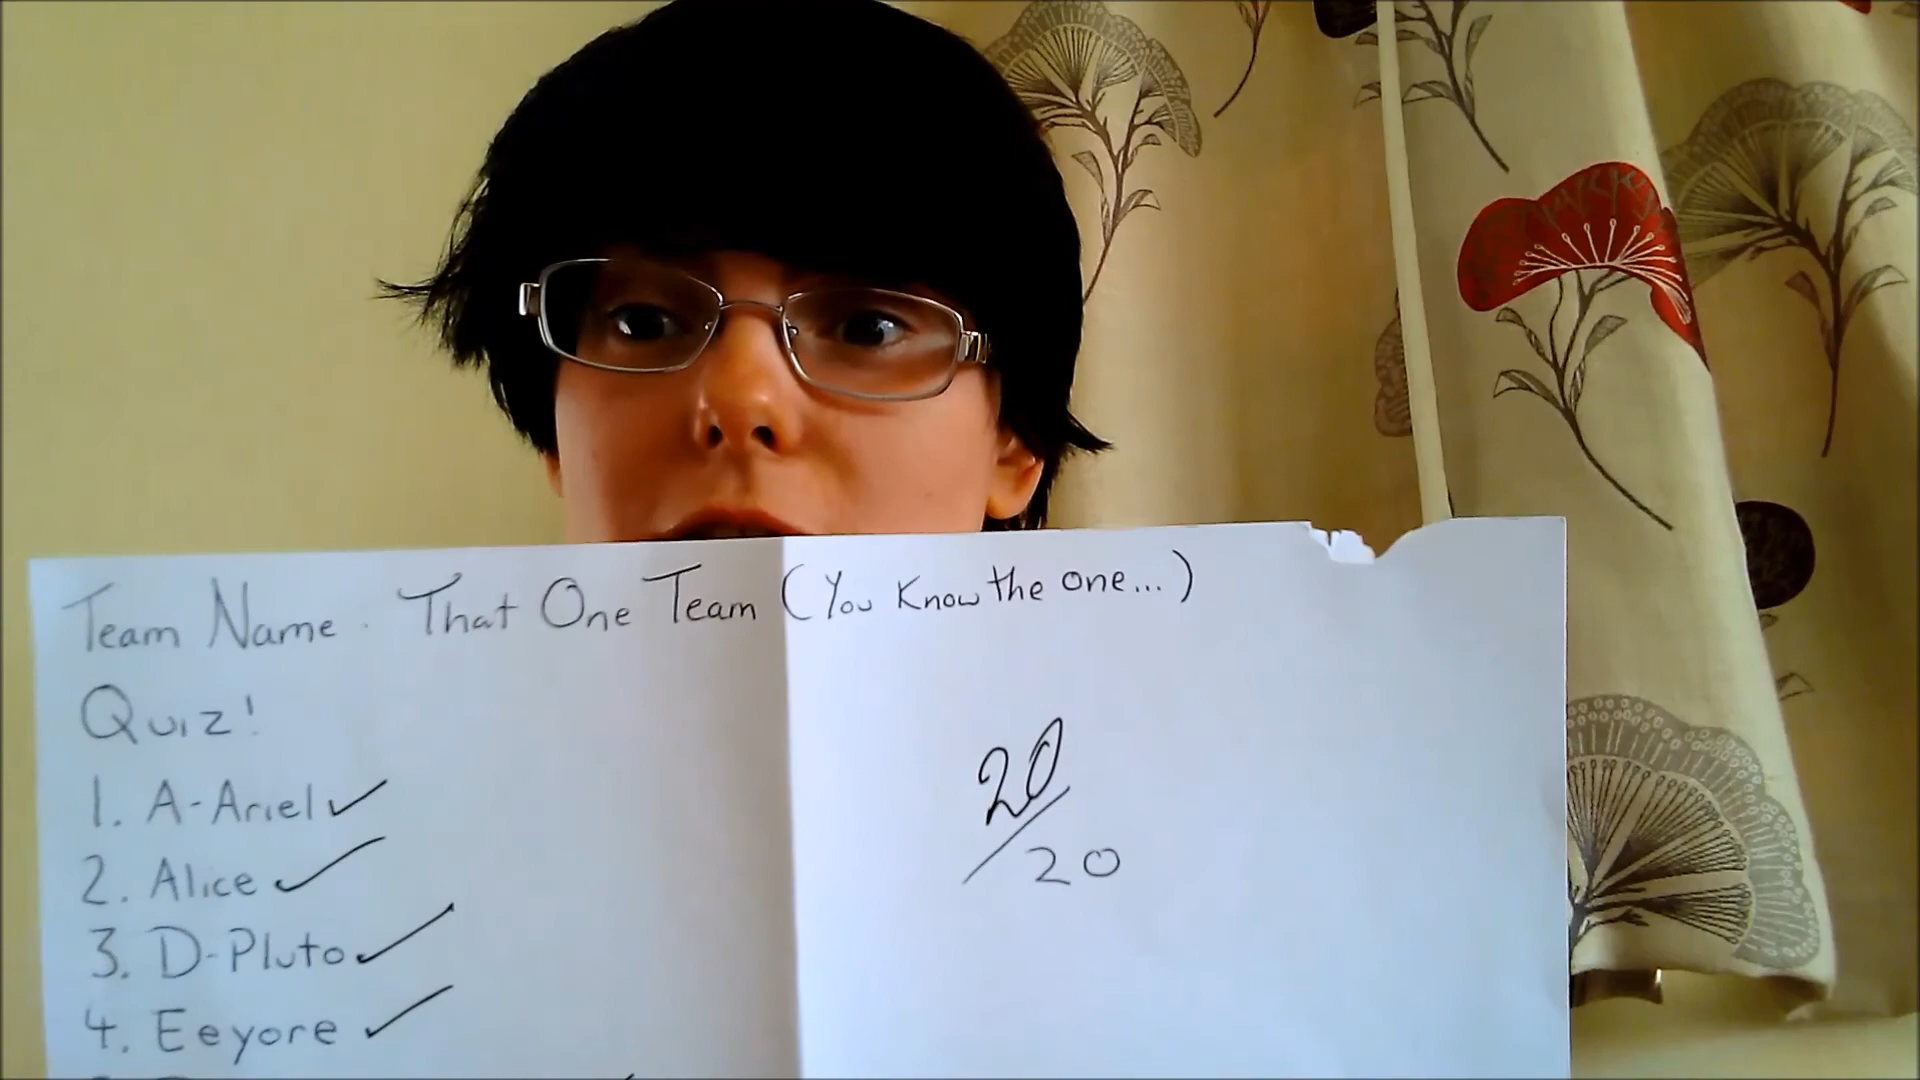 Team Name. That One Team (You Know the one...)
Quiz!
1. A-Ariel
2. Alice
3. D-Pluto
4. Eeyore
20/20